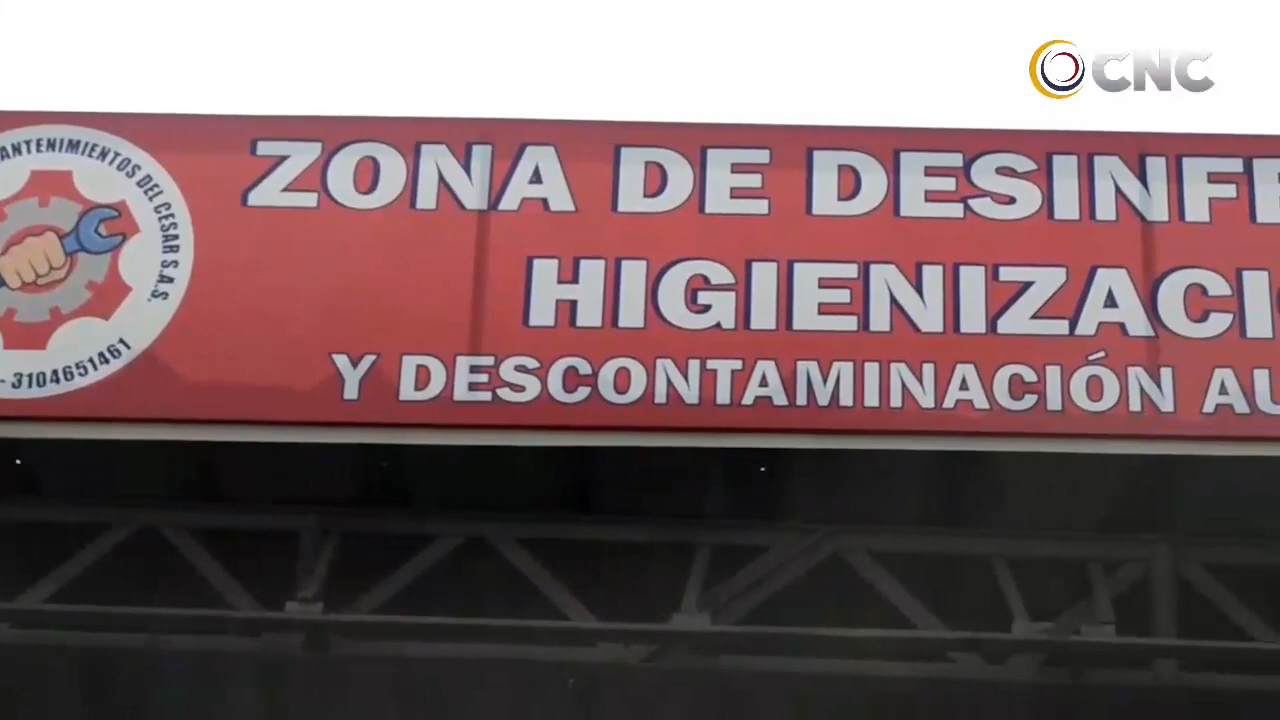 CNC
ANTENIMIENTOS DEL CESAR S.A.S.
- 3104651461
ZONA DE DESINFE
HIGIENIZACI
Y DESCONTAMINACIÓN AU